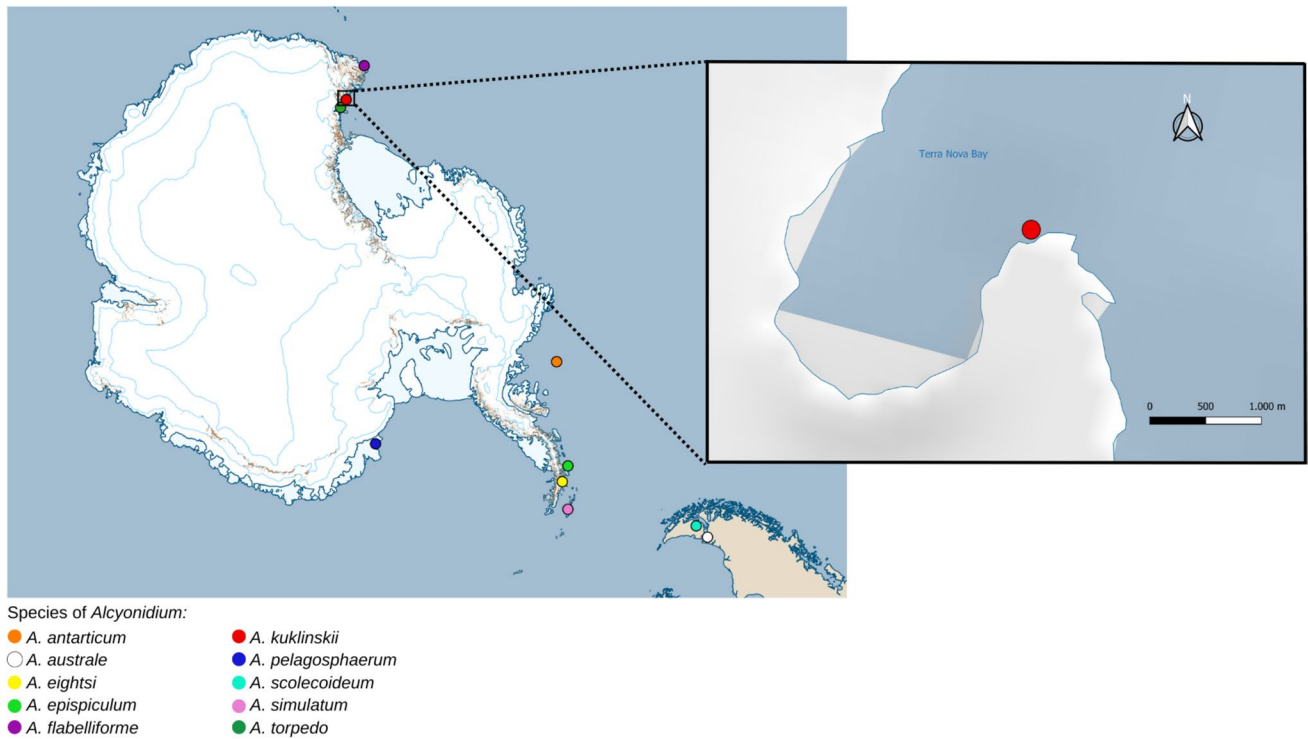 N
Terra Nova Bay
0 500 1.000 m
Species of Alcyonidium:
A. antarticum
A. australe
A. eightsi
A. epispiculum
A. flabelliforme
A. kuklinskii
A. pelagosphaerum
A. scolecoideum
A. simulatum
A. torpedo